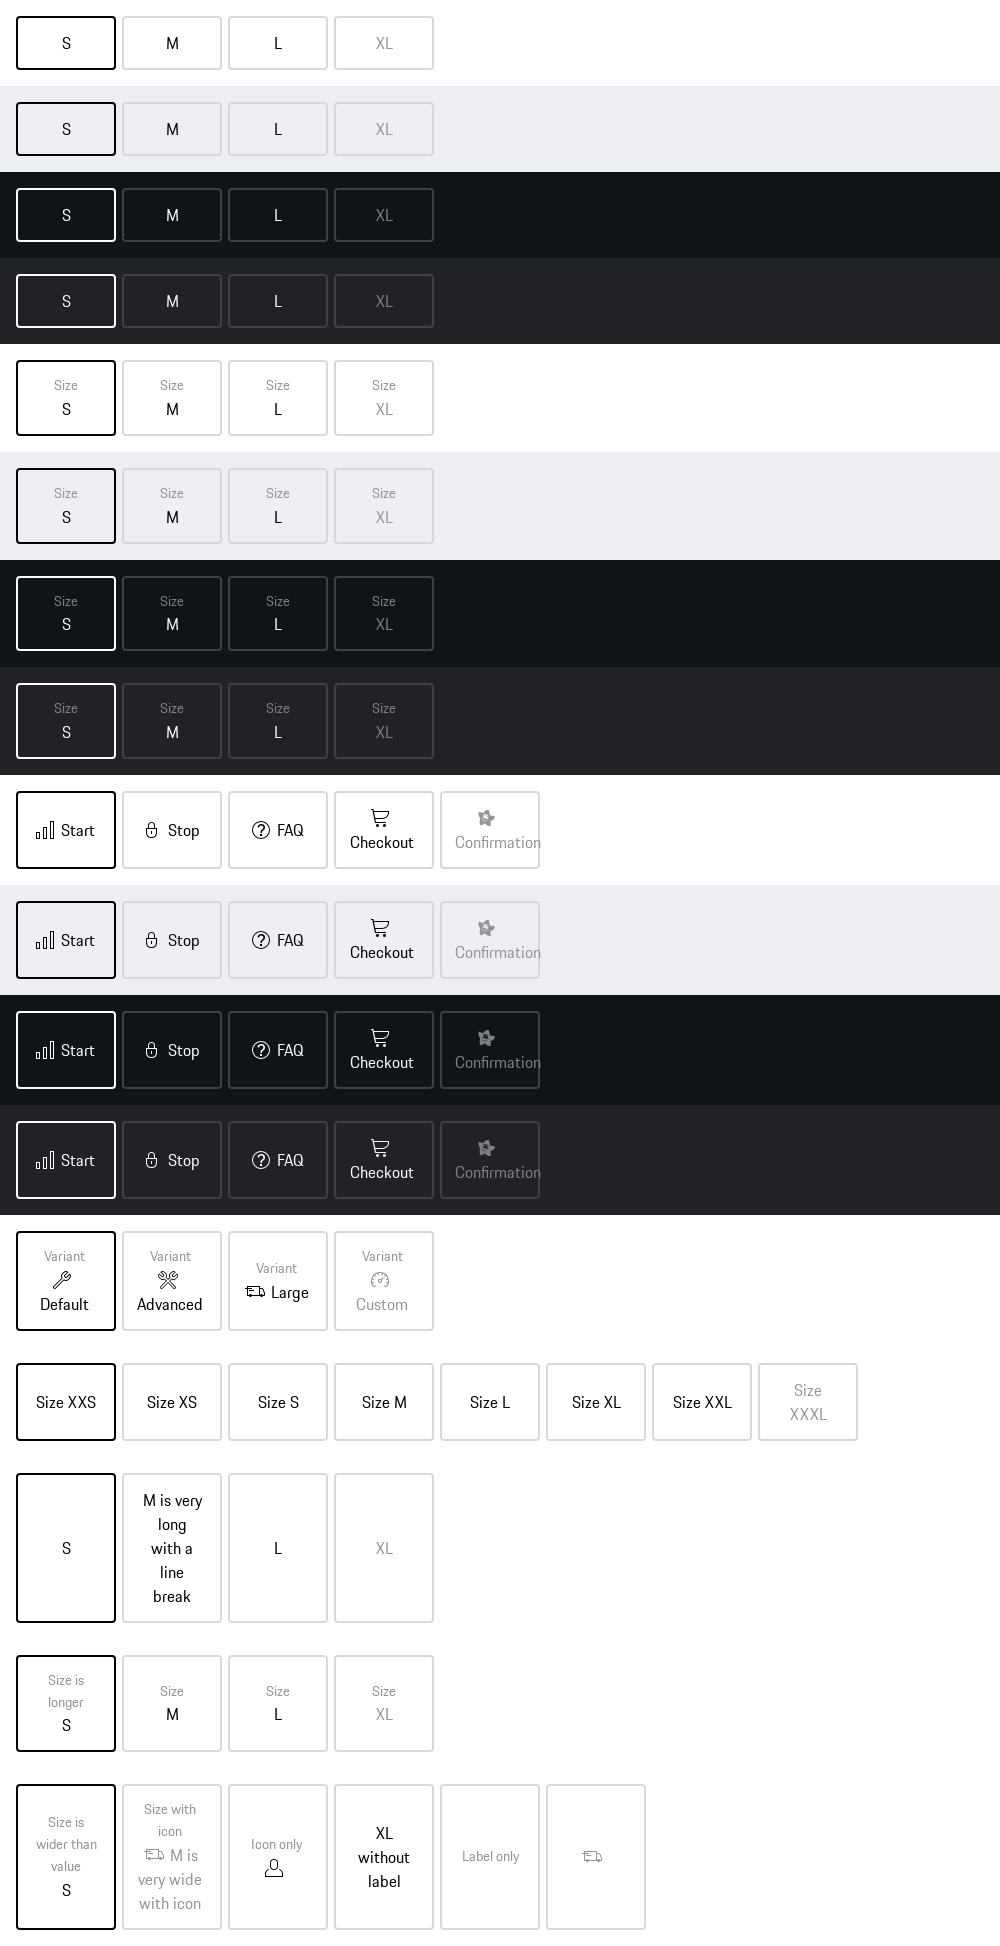 S M L XL
S M L XL
S M L XL
S M L XL
Size Size Size Size
S M L XL
Size Size Size Size
S M L XL
Size Size Size Size
S M L XL
Size Size Size Size
S M L XL
Start Stop FAQ Checkout Confirmation
Start Stop FAQ Checkout Confirmation
Start Stop FAQ Checkout Confirmation
Start Stop FAQ Checkout Confirmation
Variant
Default
Variant
Advanced
Variant
Large
Variant
Custom
Size XXS Size XS Size S Size M Size L Size XL Size XXL
Size
XXXL
S
M is very
long
with a
line
break
L
XL
Size is
longer
S
Size
M
Size
L
Size
XL
Size is
wider than
value
S
Size with
icon
M is
very wide
with icon
Icon only
XL
without
label
Label only